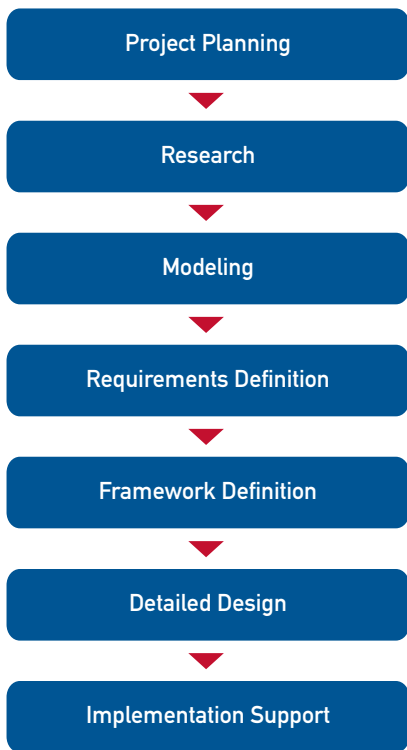 Project Planning
Research
Modeling
Requirements Definition
Framework Definition
Detailed Design
Implementation Support